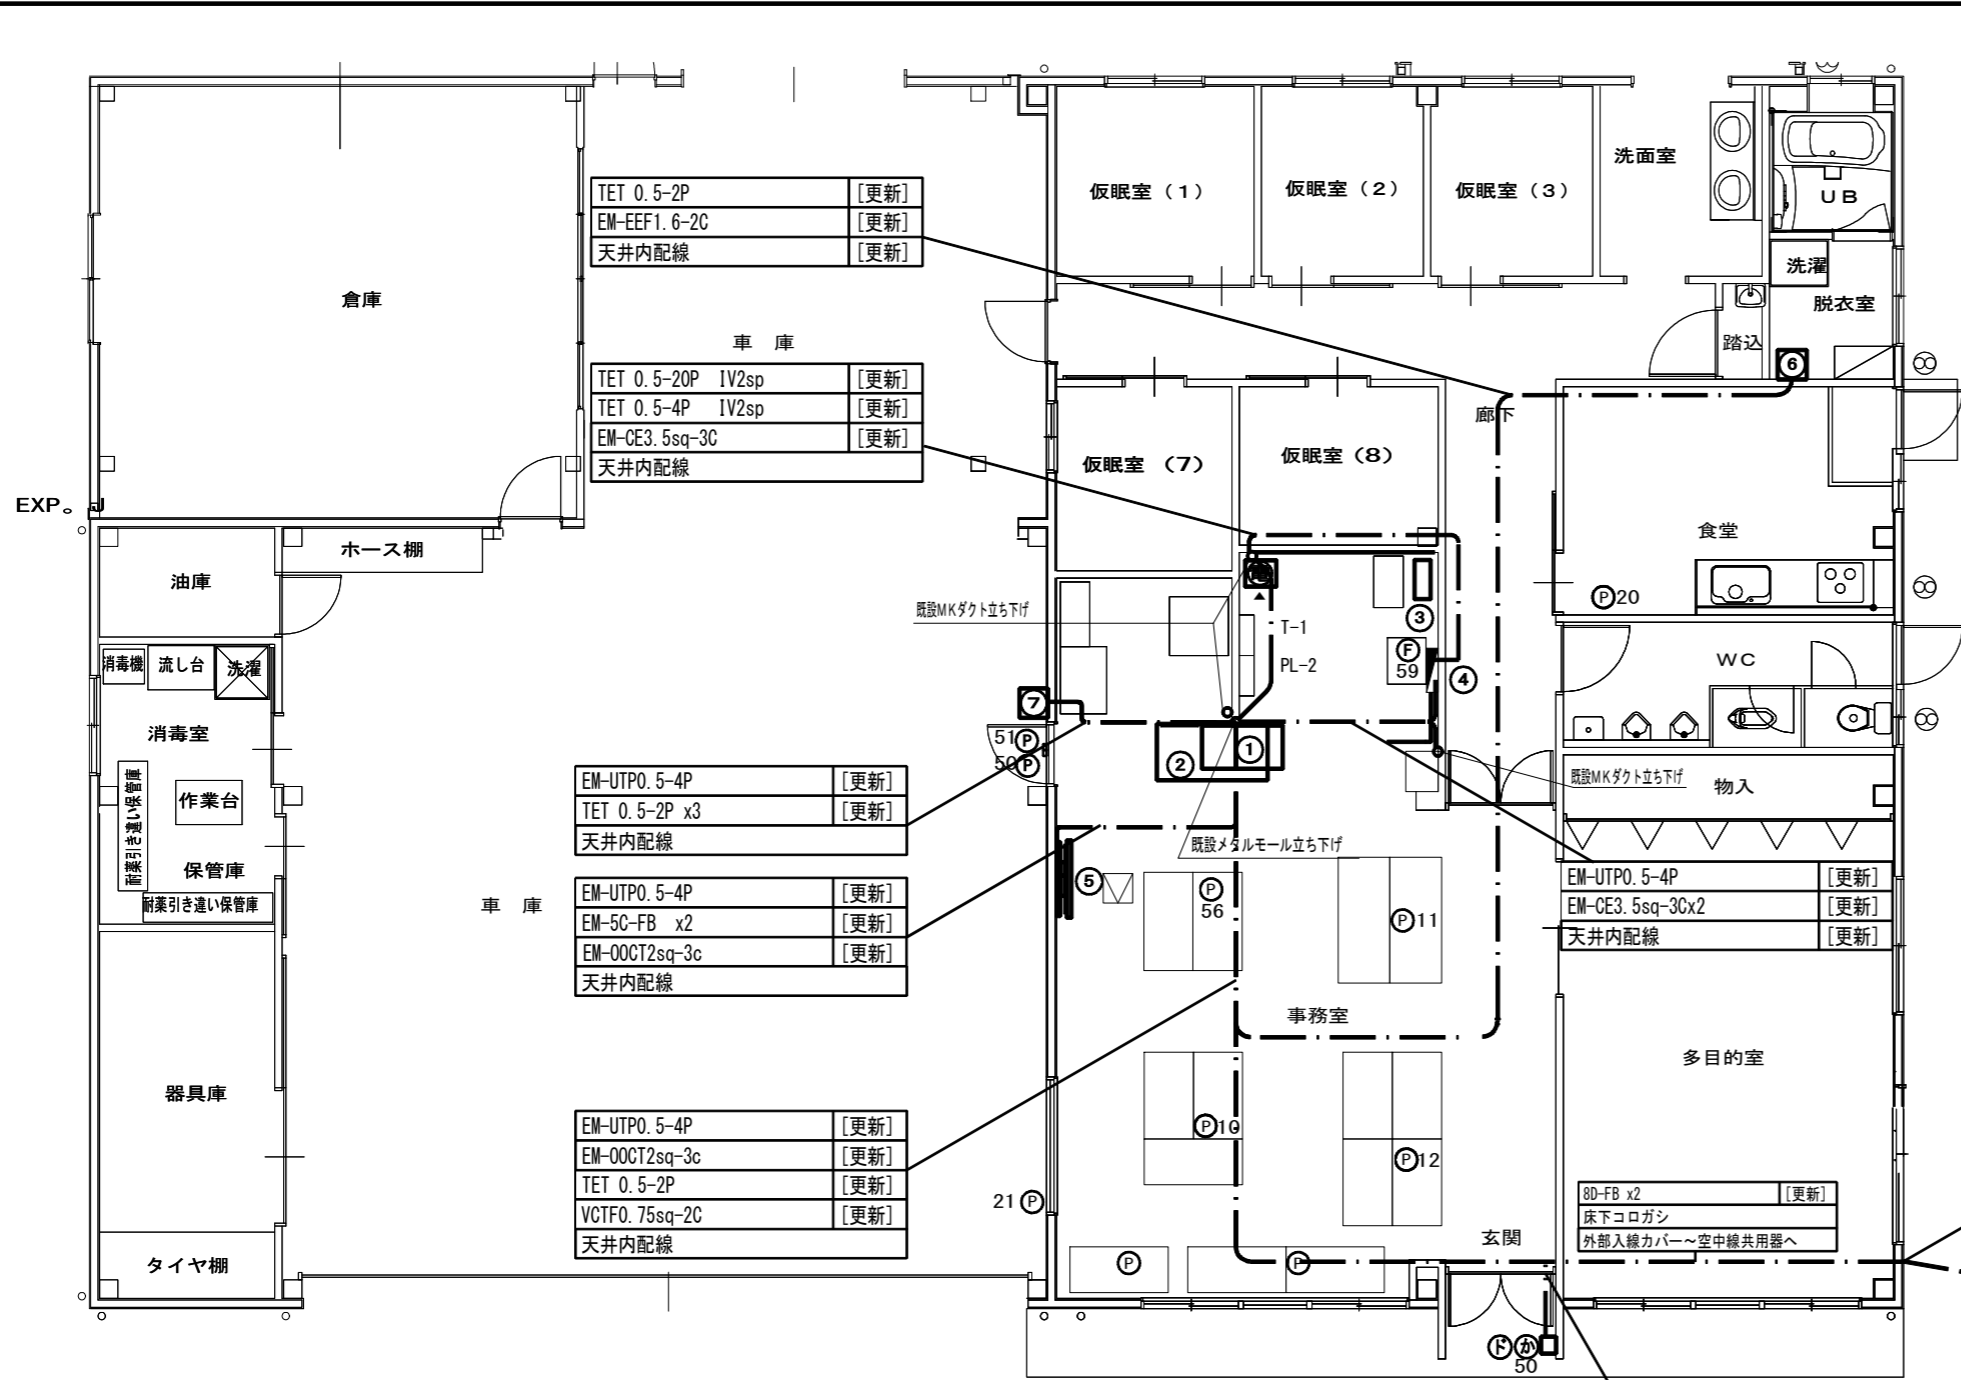 仮眠室（1）
仮眠室（2）
仮眠室（3）
洗面室
UB
TET 0.5-2P [更新]
EM-EEF1.6-2C [更新]
天井内配線 [更新]
倉庫
車 庫
洗濯
脱衣室
踏込
⑥
TET 0.5-20P IV2sp [更新]
TET 0.5-4P IV2sp [更新]
EM-CE3.5sq-3C [更新]
天井内配線
廊下
仮眠室 （7）
仮眠室（8）
EXP。J
食堂
ホース棚
油庫
既設MKダクト立ち下げ
③
Ⓟ20
T-1
PL-2
Ⓕ
59
④
WC
消毒機
流し台
洗濯
消毒室
⑦
51Ⓟ
50Ⓟ
②
①
既設MKダクト立ち下げ
物入
耐薬引き違い保管庫
作業台
保管庫
耐薬引き違い保管庫
EM-UTP0.5-4P [更新]
TET 0.5-2P x3 [更新]
天井内配線
既設メタルモール立ち下げ
⑤
EM-UTP0.5-4P [更新]
EM-5C-FB x2 [更新]
EM-OOCT2sq-3c [更新]
天井内配線
車 庫
Ⓟ
56
Ⓟ11
EM-UTP0.5-4P [更新]
EM-CE3.5sq-3Cx2 [更新]
天井内配線 [更新]
事務室
多目的室
器具庫
EM-UTP0.5-4P [更新]
EM-OOCT2sq-3c [更新]
TET 0.5-2P [更新]
VCTF0.75sq-2C [更新]
天井内配線
Ⓟ10
Ⓟ12
21Ⓟ
8D-FB x2 [更新]
床下コロガシ
外部入線カバー～空中線共用器へ
玄関
タイヤ棚
Ⓟ
Ⓟ
ド
か
50